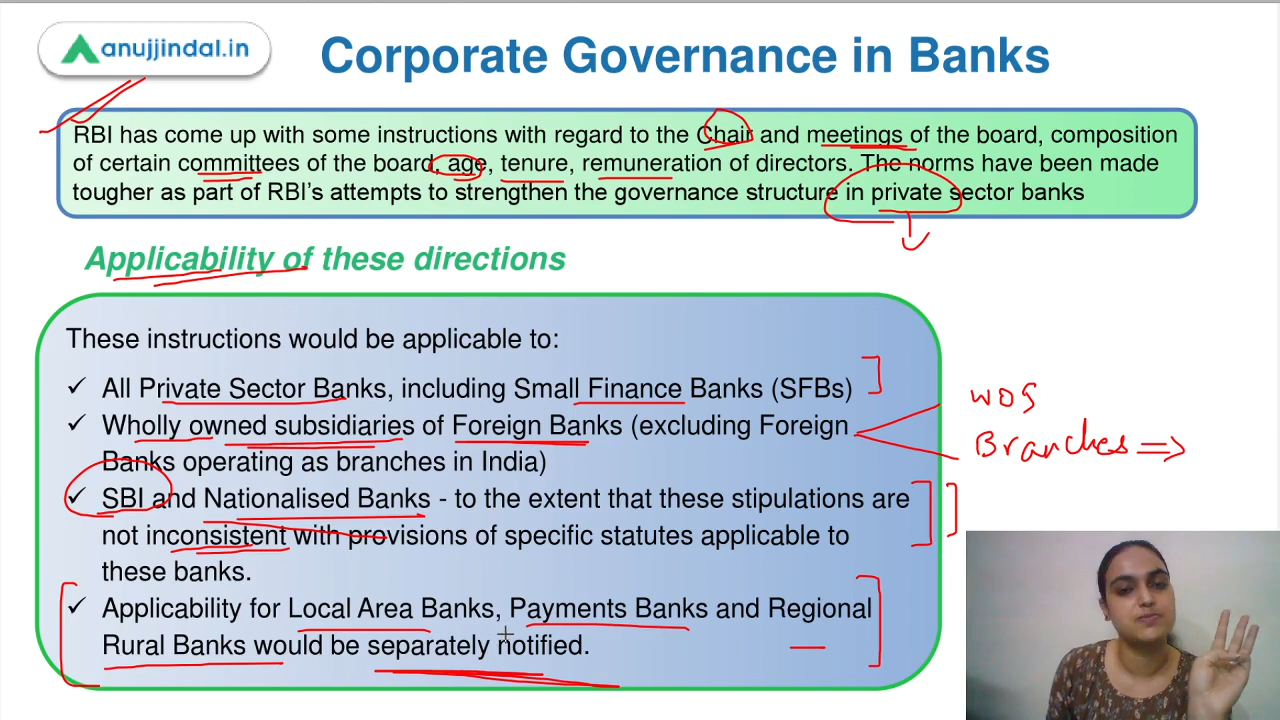 anujjindal.in
Corporate Governance in Banks
RBI has come up with some instructions with regard to the Chair and meetings of the board, composition
of certain committees of the board, age, tenure, remuneration of directors. The norms have been made
tougher as part of RBI's attempts to strengthen the governance structure in private sector banks
Applicability of these directions
These instructions would be applicable to:
✓ All Private Sector Banks, including Small Finance Banks (SFBs)
✓ Wholly owned subsidiaries of Foreign Banks (excluding Foreign
Banks operating as branches in India)
✓ SBI and Nationalised Banks - to the extent that these stipulations are
not inconsistent with provisions of specific statutes applicable to
these banks.
✓ Applicability for Local Area Banks, Payments Banks and Regional
Rural Banks would be separately notified.
WOS
Branches ⇒